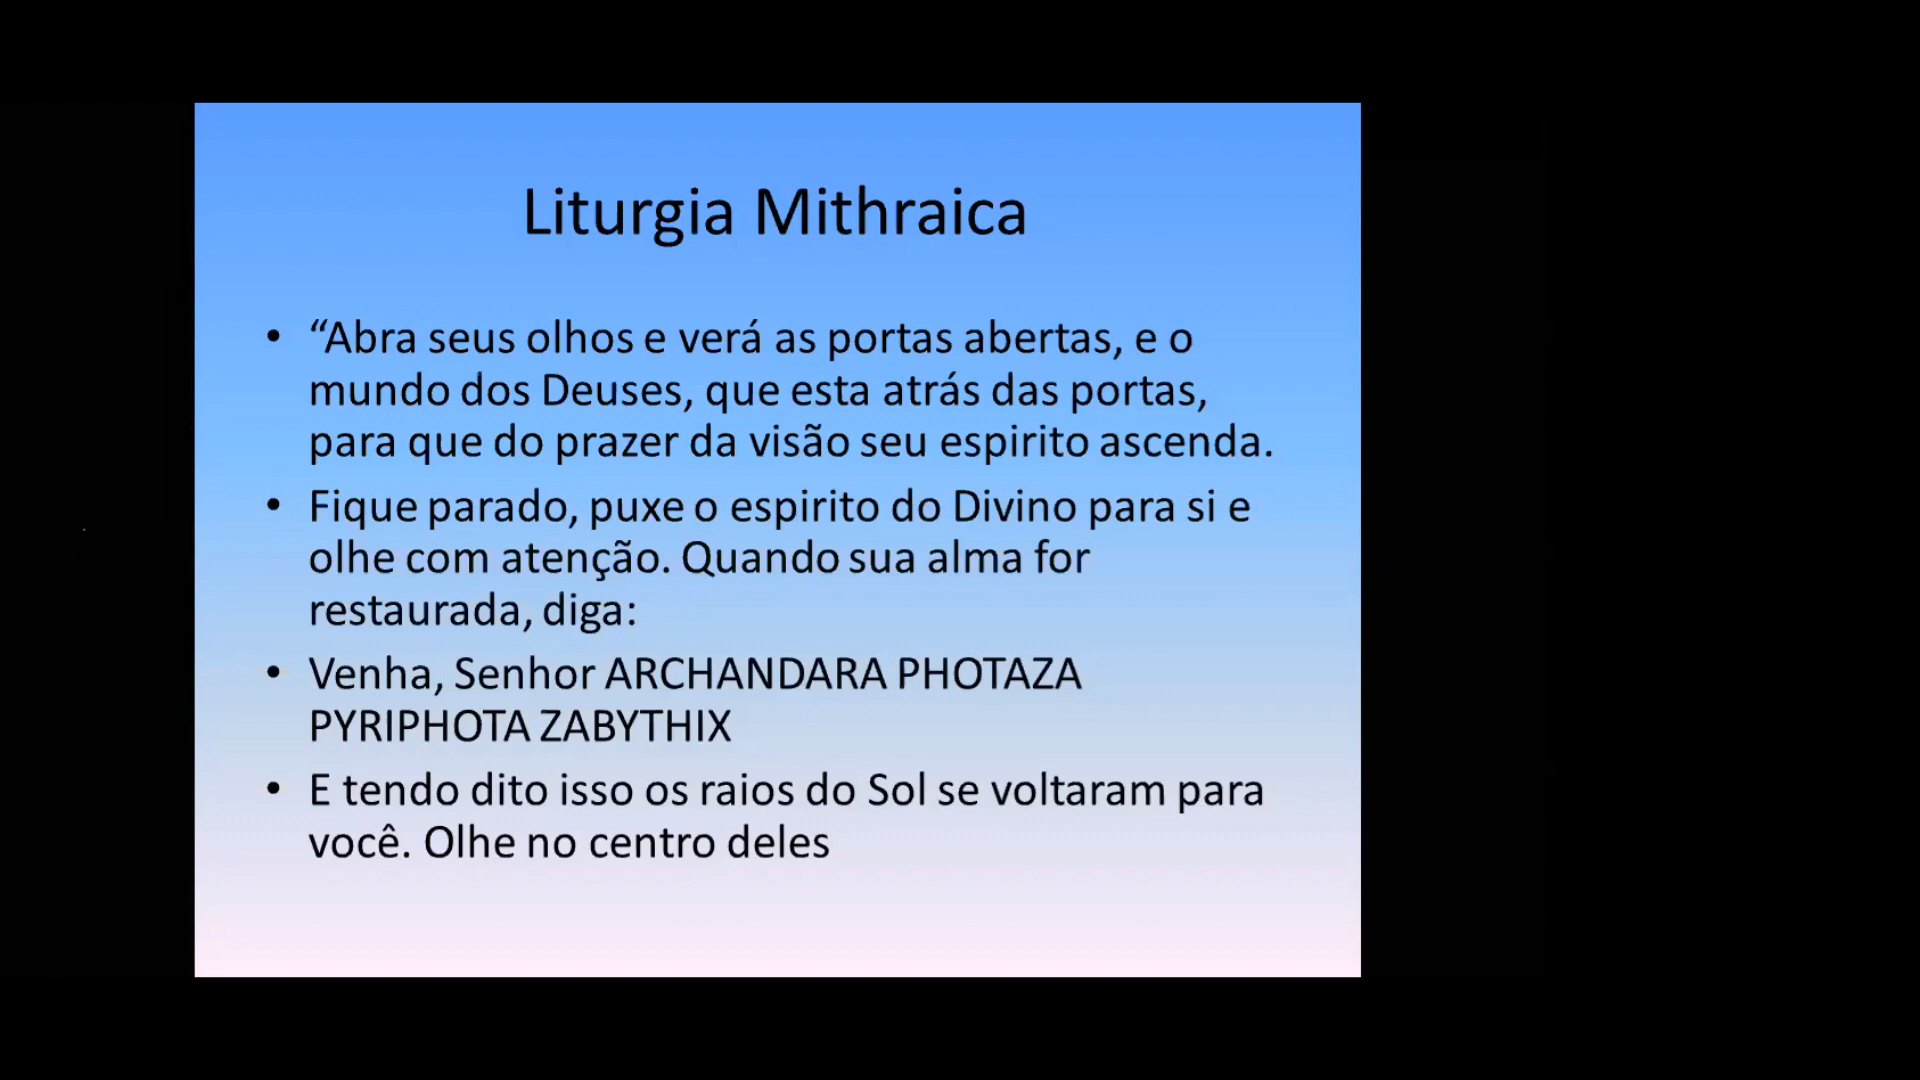 Liturgia Mithraica
• “Abra seus olhos e verá as portas abertas, e o
mundo dos Deuses, que esta atrás das portas,
para que do prazer da visão seu espirito ascenda.
• Fique parado, puxe o espirito do Divino para si e
olhe com atenção. Quando sua alma for
restaurada, diga:
• Venha, Senhor ARCHANDARA PHOTAZA
PYRIPHOTA ZABYTHIX
• E tendo dito isso os raios do Sol se voltaram para
você. Olhe no centro deles